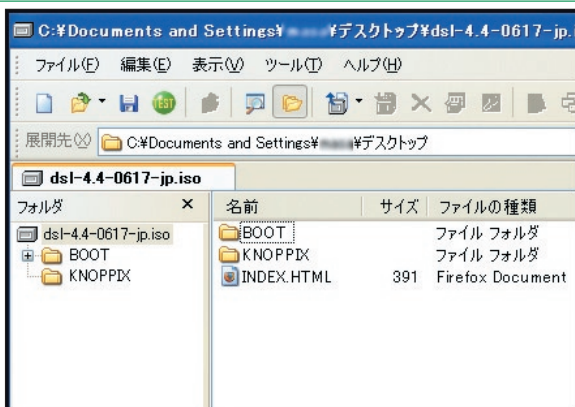 C:¥Documents and Settings¥ ¥デスクトップ¥dsl-4.4-0617-jp.
ファイル(F) 編集(E) 表示(V) ツール(T) ヘルプ(H)
TEST
展開先(X) C:¥Documents and Settings¥ ¥デスクトップ
dsl-4.4-0617-jp.iso
フォルダ × 名前 サイズ ファイルの種類
dsl-4.4-0617-jp.iso BOOT ファイル フォルダ
BOOT KNOPPIX ファイル フォルダ
KNOPPIX INDEX.HTML 391 Firefox Document